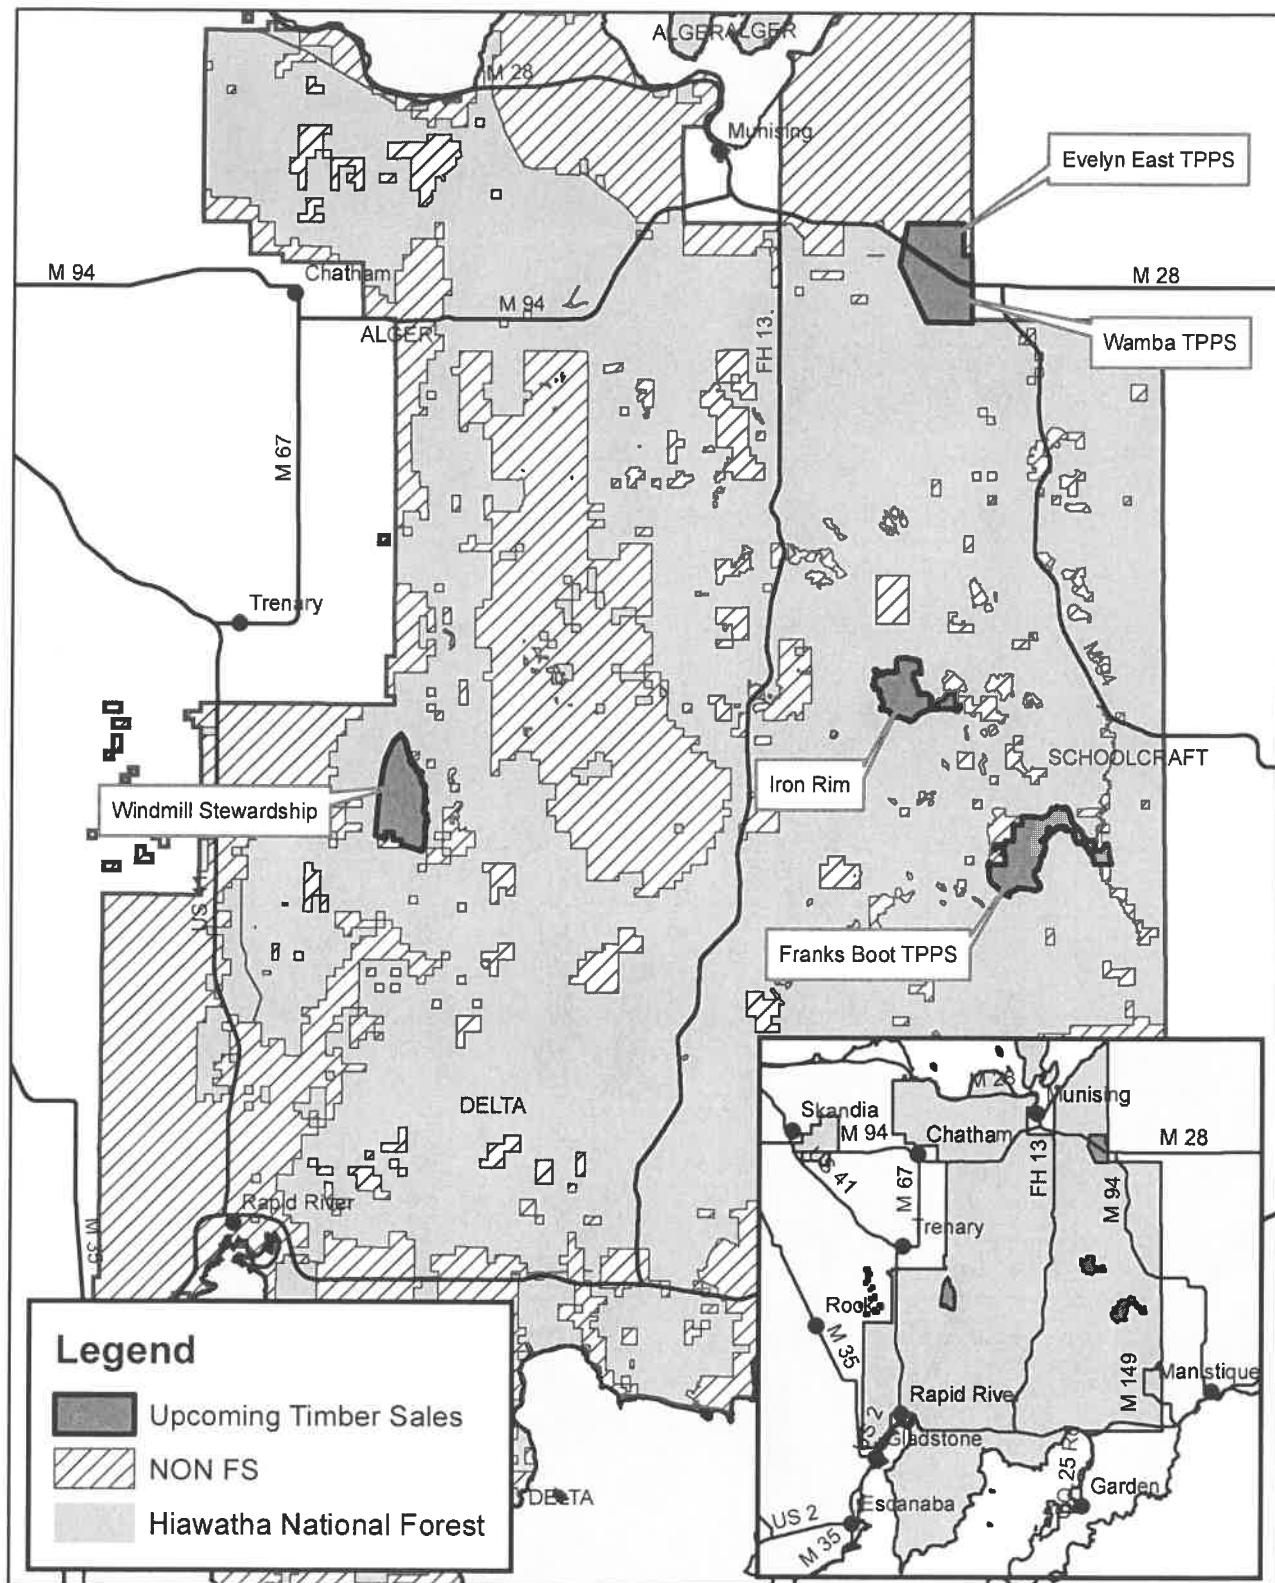 ALGER ALGER
M 28
Munising
Evelyn East TPPS
M 94
Chatham
M 28
M 94
FH 13
ALGER
Wamba TPPS
M 67
Trenary
M 94
SCHOOLCRAFT
Iron Rim
Windmill Stewardship
US
Franks Boot TPPS
DELTA
Rapid River
M 35
Legend
Upcoming Timber Sales
NON FS
Hiawatha National Forest
DELTA
M 28
Munising
Skandia
M 94
Chatham
M 28
US 41
M 67
FH 13
M 94
Trenary
Rock
M 35
M 149
Manistique
Rapid Rive
US 2
Gladstone
25
Garden
Escanaba
US 2
M 35